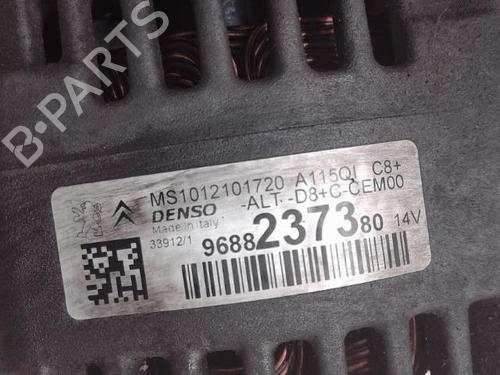 B-PARTS
MS1012101720 A115QI C8+
DENSO -ALT.-D8+C-CEM00
Made in Italy
33912/1 9688237380 14V